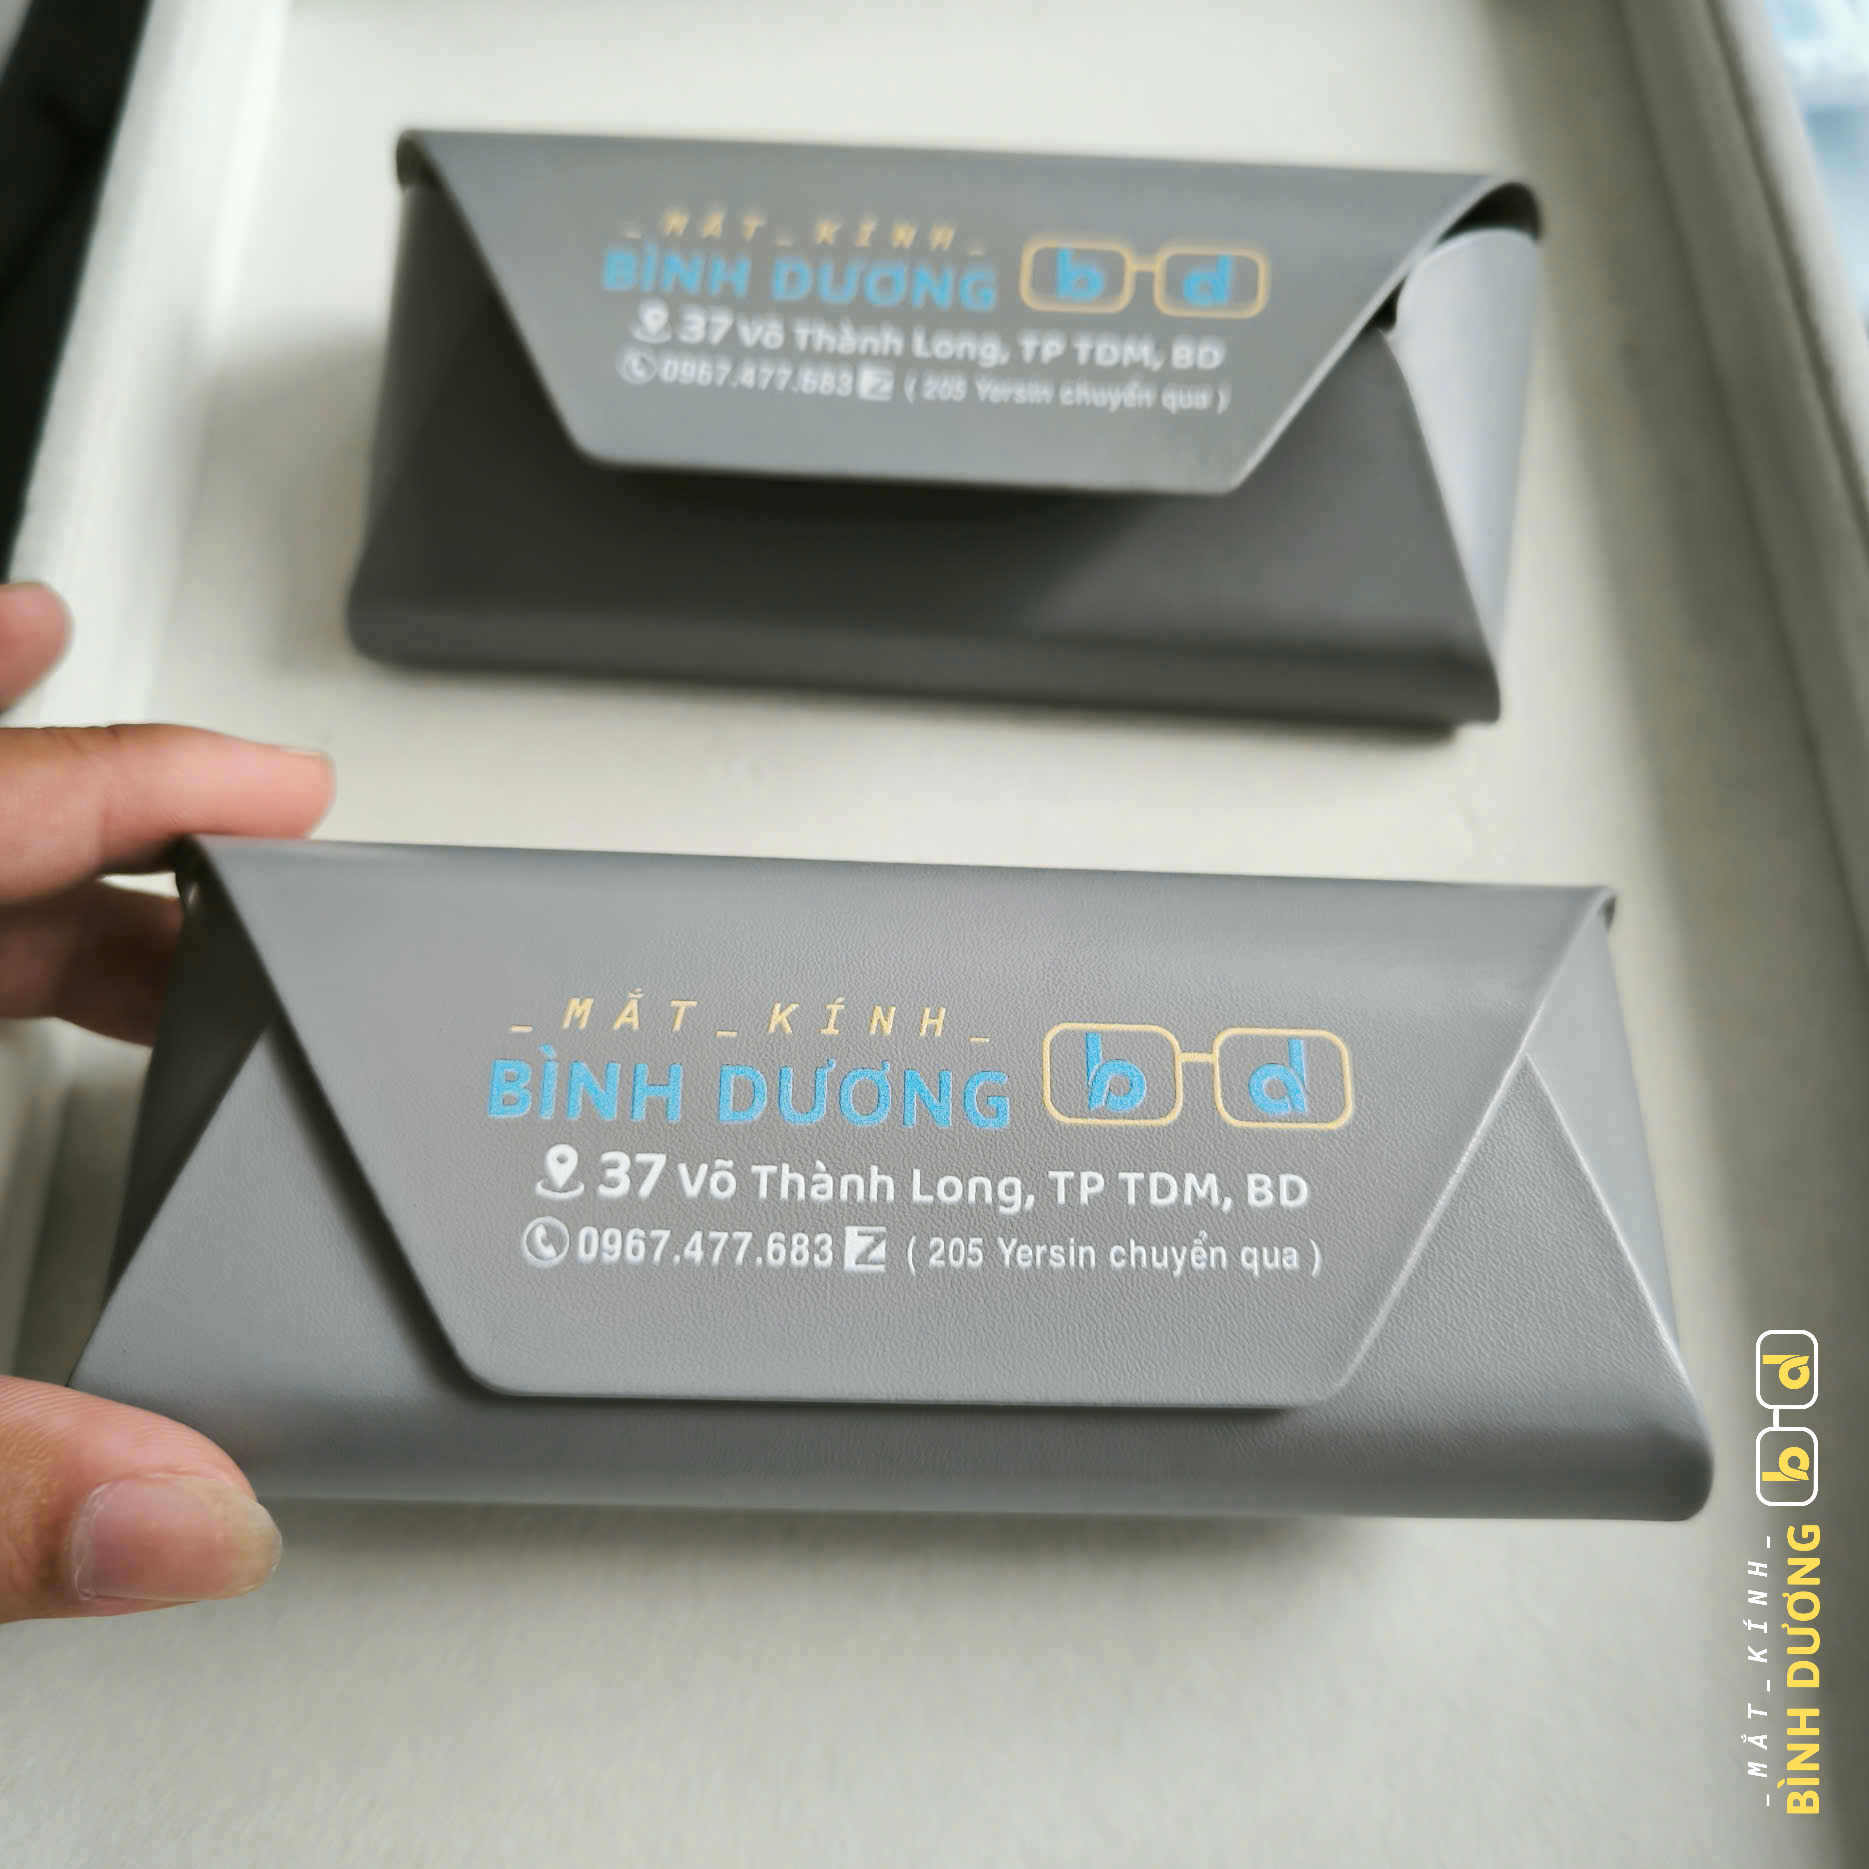 _MẮT_KÍNH_
BÌNH DƯƠNG bd
37 Võ Thành Long, TP TDM, BD
0967.477.683 Z ( 205 Yersin chuyển qua )
_MẮT_KÍNH_
BÌNH DƯƠNG bd
37 Võ Thành Long, TP TDM, BD
0967.477.683 Z ( 205 Yersin chuyển qua )
_MẮT_KÍNH_
BÌNH DƯƠNG bd